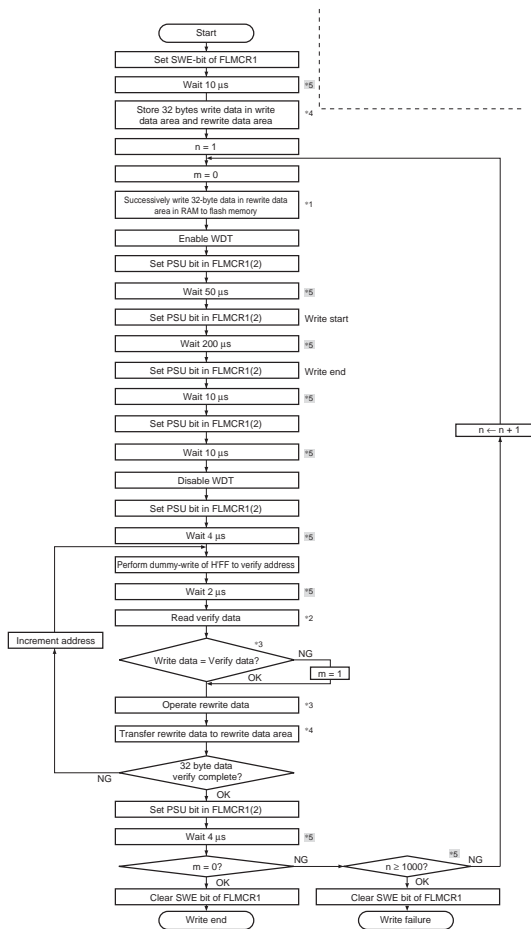 Start
Set SWE-bit of FLMCR1
Wait 10 μs
*5
Store 32 bytes write data in write
data area and rewrite data area
*4
n = 1
m = 0
Successively write 32-byte data in rewrite data
area in RAM to flash memory
*1
Enable WDT
Set PSU bit in FLMCR1(2)
Wait 50 μs
*5
Set PSU bit in FLMCR1(2)
Write start
Wait 200 μs
*5
Set PSU bit in FLMCR1(2)
Write end
Wait 10 μs
*5
Set PSU bit in FLMCR1(2)
n ← n + 1
Wait 10 μs
*5
Disable WDT
Set PSU bit in FLMCR1(2)
Wait 4 μs
*5
Perform dummy-write of H'FF to verify address
Wait 2 μs
*5
Read verify data
*2
Increment address
*3
Write data = Verify data?
NG
m = 1
OK
Operate rewrite data
*3
Transfer rewrite data to rewrite data area
*4
32 byte data
verify complete?
NG
OK
Set PSU bit in FLMCR1(2)
Wait 4 μs
*5
m = 0?
NG
n ≥ 1000?
*5
NG
OK
OK
Clear SWE bit of FLMCR1
Clear SWE bit of FLMCR1
Write end
Write failure